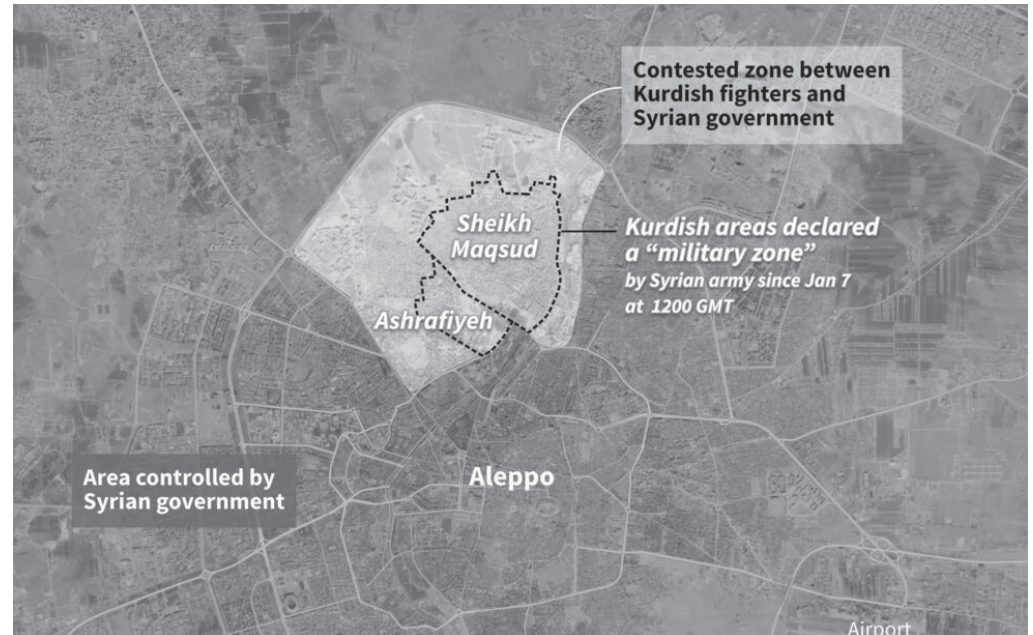 Contested zone between
Kurdish fighters and
Syrian government
Sheikh
Maqsud
Kurdish areas declared
a “military zone”
by Syrian army since Jan 7
at 1200 GMT
Ashrafiyeh
Area controlled by
Syrian government
Aleppo
Airport